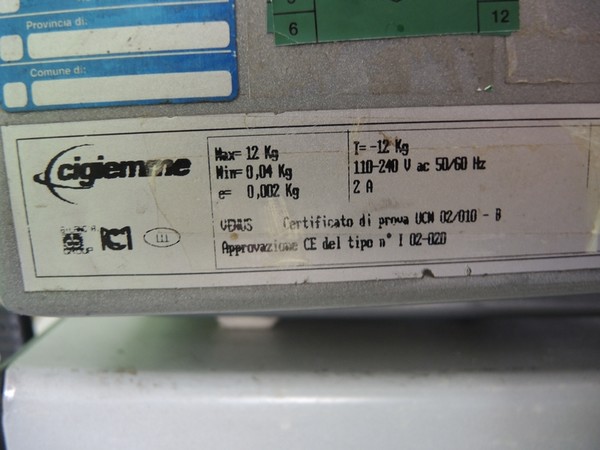 Provincia di:
Comune di:
6
12
cigiemme
Max= 12 Kg
Min= 0,04 Kg
e= 0,002 Kg
T= -12 Kg
110-240 V ac 50/60 Hz
2 A
VENUS Certificato di prova UCM 02/010 - B
Approvazione CE del tipo n° I 02-020
GROUP